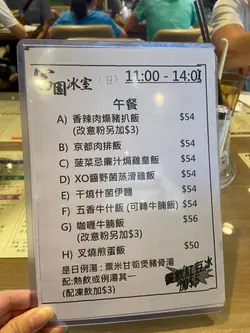 園冰室 (日) 11:00 - 14:0
午餐
A) 香辣肉燥豬扒飯 $54
(改意粉另加$3)
B) 京都肉排飯 $54
C) 菠菜忌廉汁焗雞皇飯 $54
D) XO醬野菌蒸滑雞飯 $54
E) 干燒什菌伊麵 $54
F) 五香牛什飯 (可轉牛腩飯) $54
G) 咖喱牛腩飯 $56
(改意粉另加$3)
H) 叉燒煎蛋飯 $50
是日例湯 : 粟米甘筍煲豬骨湯
配:熱飲或例湯其一
(配凍飲加$3)
紅豆冰